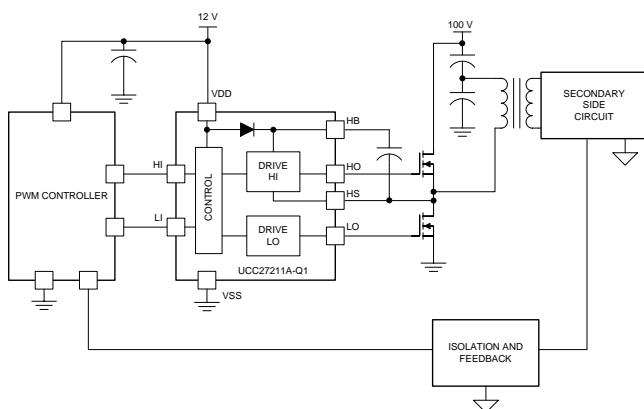 12 V
100 V
VDD
SECONDARY
SIDE
CIRCUIT
HB
HI
DRIVE
HI
HO
PWM CONTROLLER
CONTROL
HS
LI
DRIVE
LO
LO
UCC27211A-Q1
VSS
ISOLATION AND
FEEDBACK